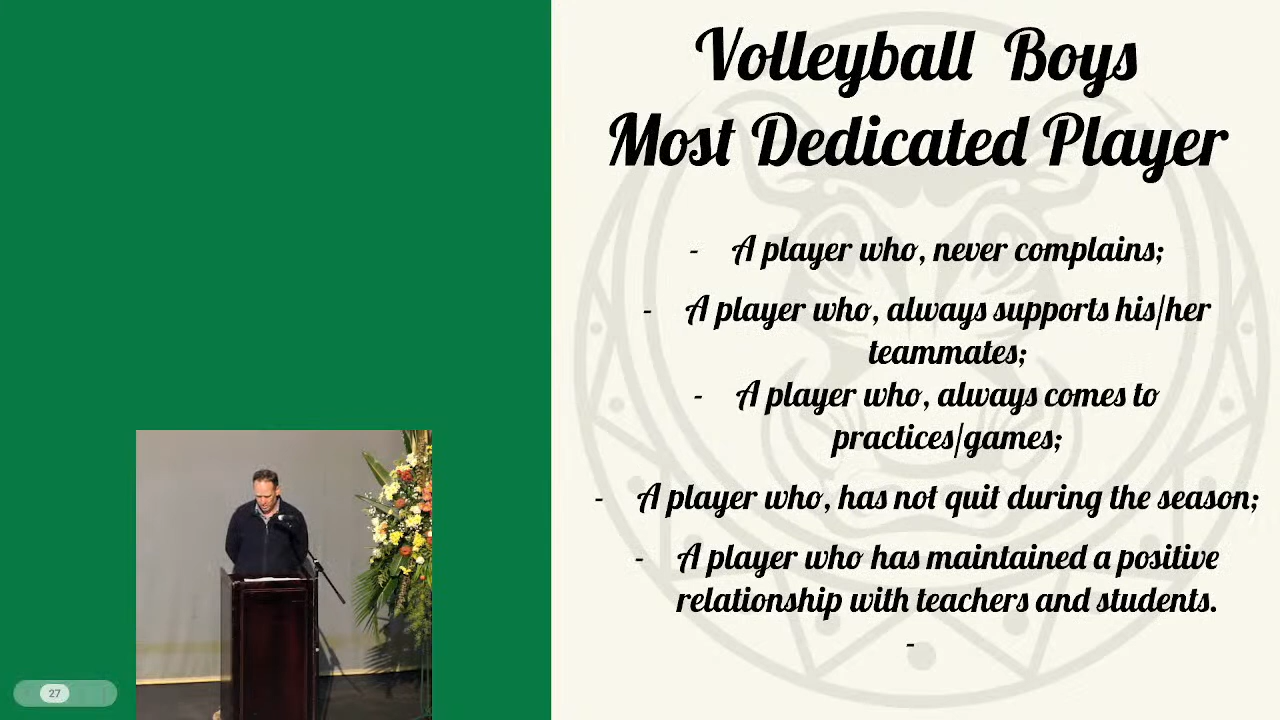 Volleyball Boys
Most Dedicated Player
- A player who, never complains;
- A player who, always supports his/her
teammates;
- A player who, always comes to
practices/games;
- A player who, has not quit during the season;
- A player who has maintained a positive
relationship with teachers and students.
-
27